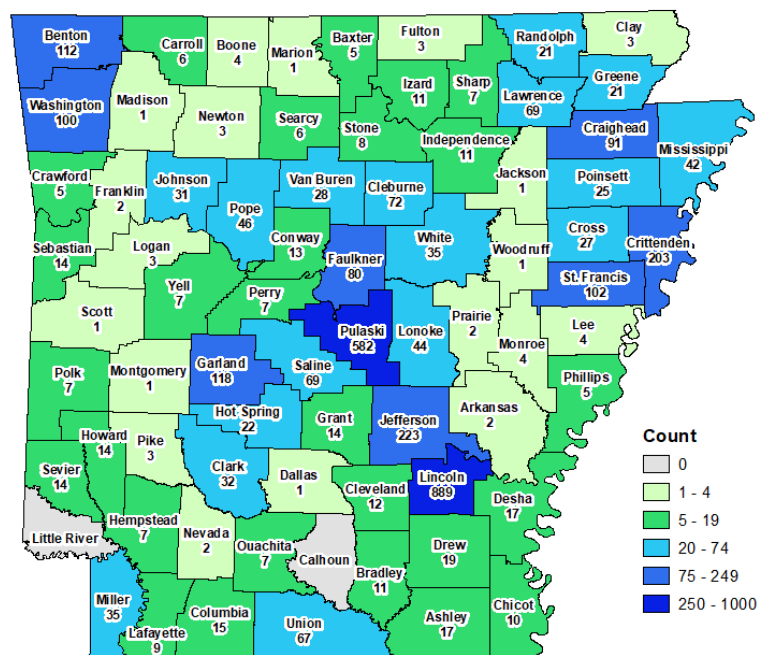 Benton
112
Carroll
6
Boone
4
Marion
1
Baxter
5
Fulton
3
Randolph
21
Clay
3
Izard
11
Sharp
7
Lawrence
69
Greene
21
Washington
100
Madison
1
Newton
3
Searcy
6
Stone
8
Independence
11
Craighead
91
Mississippi
42
Crawford
5
Franklin
2
Johnson
31
Pope
46
Van Buren
28
Cleburne
72
Jackson
1
Poinsett
25
Sebastian
14
Logan
3
Conway
13
Faulkner
80
White
35
Woodruff
1
Cross
27
Crittenden
203
Yell
7
Perry
7
St. Francis
102
Scott
1
Pulaski
582
Lonoke
44
Prairie
2
Monroe
4
Lee
4
Polk
7
Montgomery
1
Garland
118
Saline
69
Phillips
5
Hot Spring
22
Grant
14
Jefferson
223
Arkansas
2
Howard
14
Pike
3
Clark
32
Sevier
14
Dallas
1
Cleveland
12
Lincoln
889
Desha
17
Little River
Hempstead
7
Nevada
2
Ouachita
7
Calhoun
Bradley
11
Drew
19
Miller
35
Lafayette
9
Columbia
15
Union
67
Ashley
17
Chicot
10
Count
0
1 - 4
5 - 19
20 - 74
75 - 249
250 - 1000